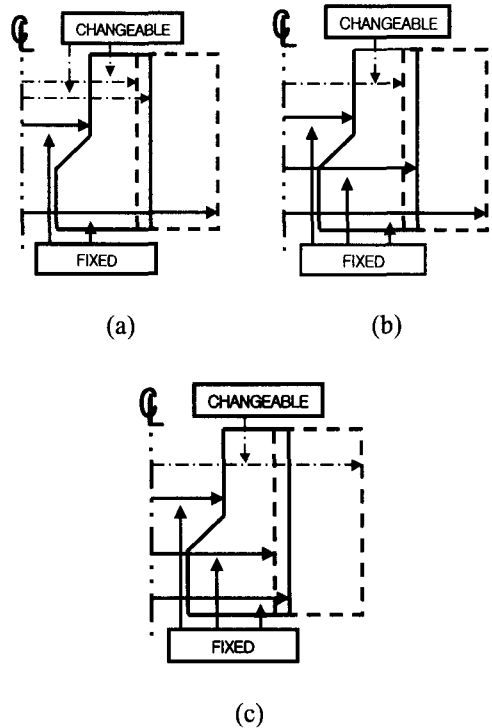 ℄ CHANGEABLE
℄ CHANGEABLE
FIXED
FIXED
(a)
(b)
℄ CHANGEABLE
FIXED
(c)